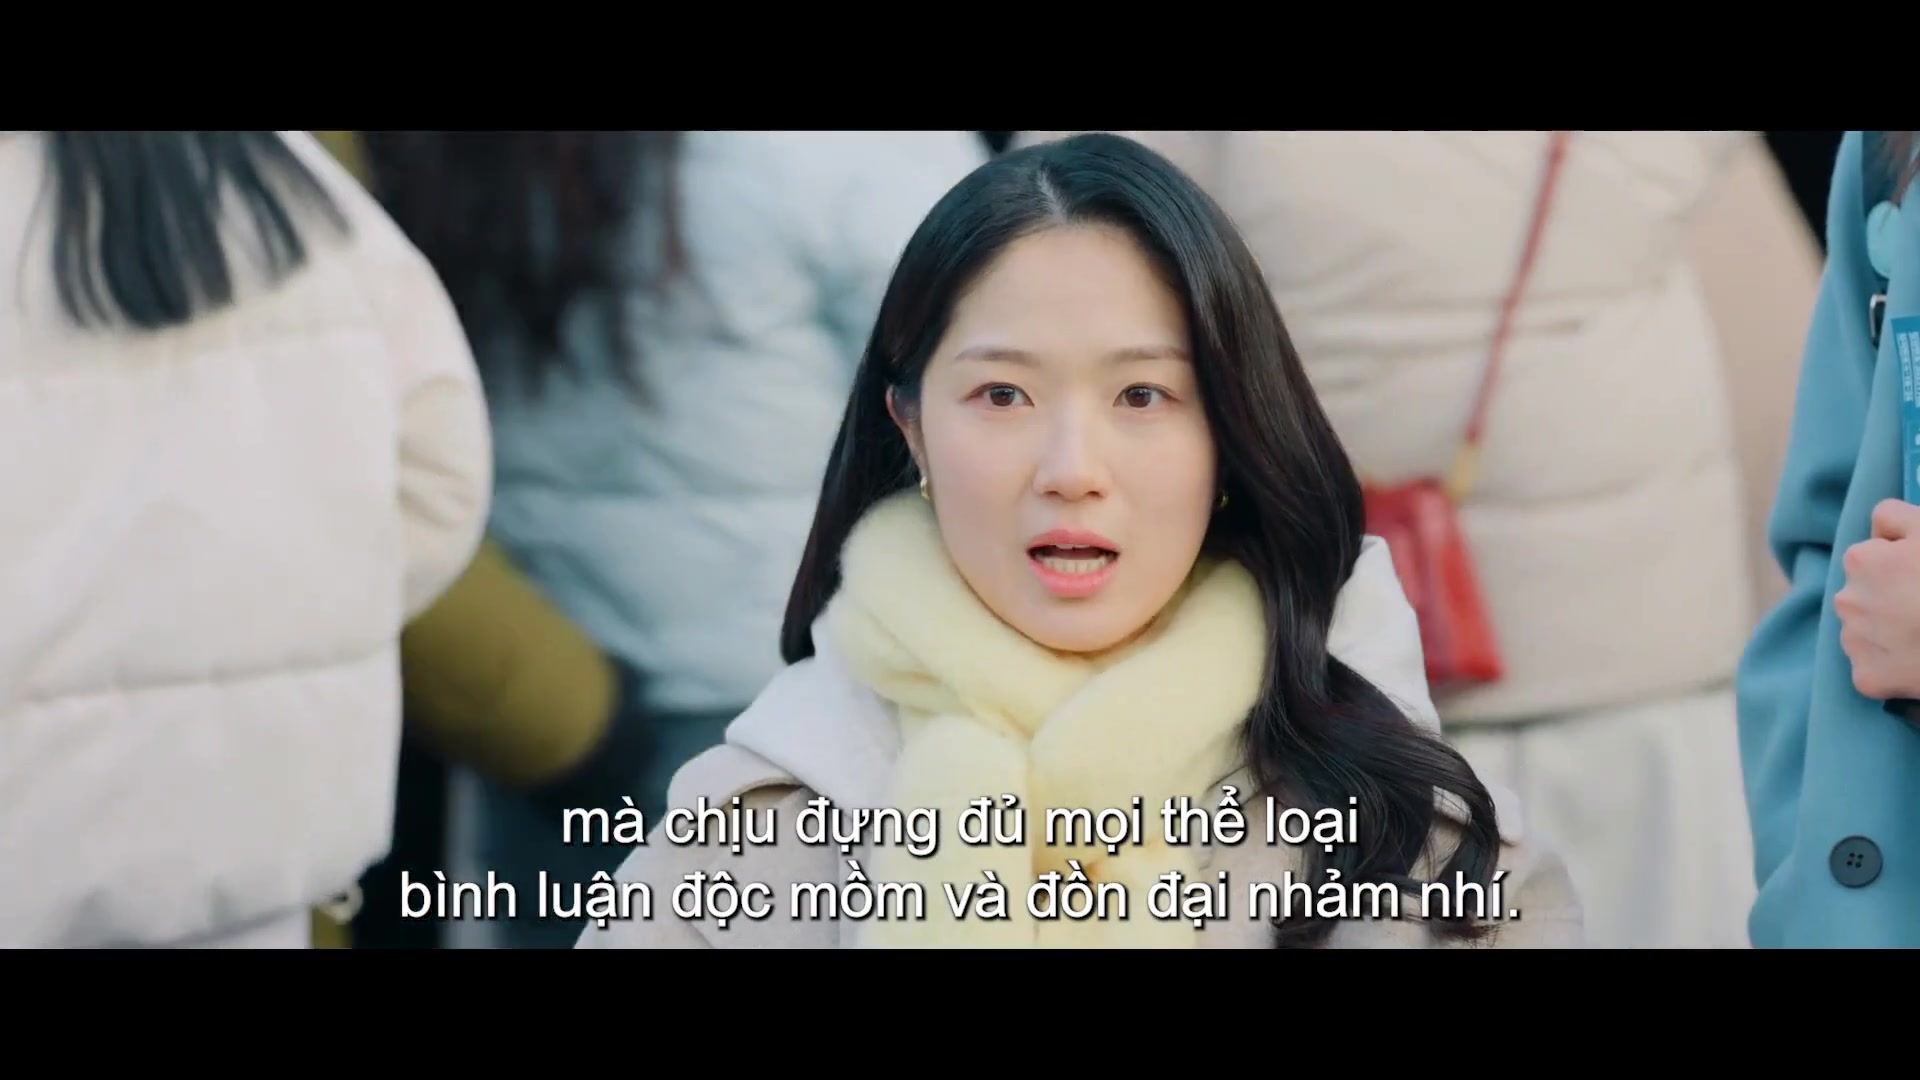 mà chịu đựng đủ mọi thể loại
bình luận độc mồm và đồn đại nhảm nhí.